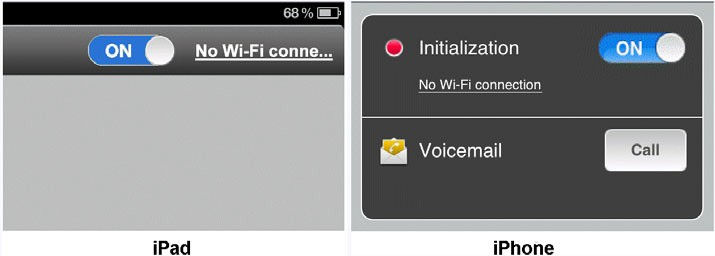 68 %
ON No Wi-Fi conne...
Initialization ON
No Wi-Fi connection
Voicemail Call
iPad
iPhone